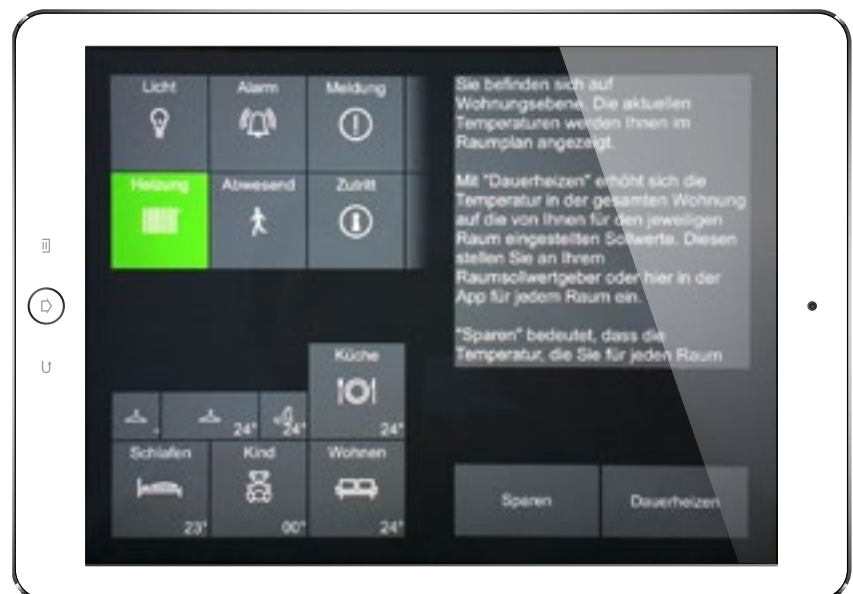 Licht
Alarm
Meldung
Heizung
Abwesend
Zutritt
Küche
24°
24°
24°
Schlafen
Kind
Wohnen
23°
00°
24°
Sie befinden sich auf
Wohnungsebene. Die aktuellen
Temperaturen werden Ihnen im
Raumplan angezeigt.
Mit "Dauerheizen" erhöht sich die
Temperatur in der gesamten Wohnung
auf die von Ihnen für den jeweiligen
Raum eingestellten Sollwerte. Diesen
stellen Sie an Ihrem
Raumsollwertgeber oder hier in der
App für jedem Raum ein.
"Sparen" bedeutet, dass die
Temperatur, die Sie für jeden Raum
Sparen
Dauerheizen